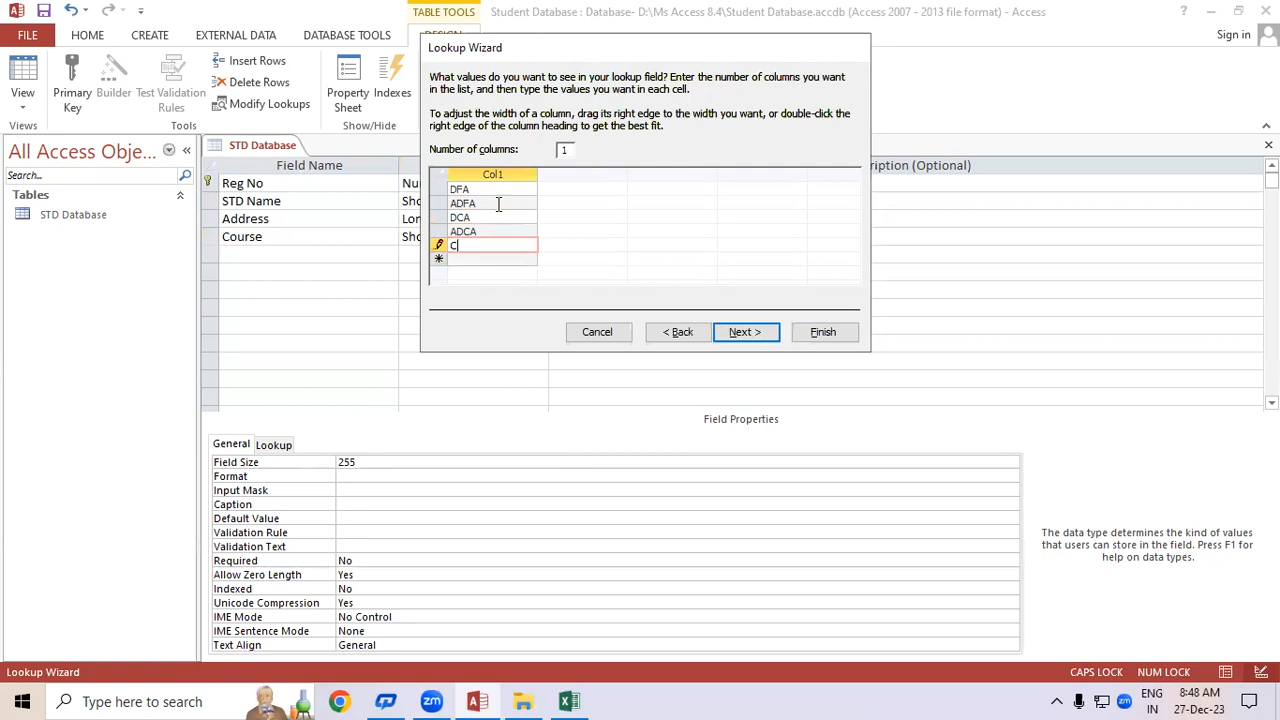 TABLE TOOLS
Student Database : Database- D:\Ms Access 8.4\Student Database.accdb (Access 2007 - 2013 file format) - Access
FILE HOME CREATE EXTERNAL DATA DATABASE TOOLS
Sign in
View
Views
Primary Key
Builder
Test Validation Rules
Insert Rows
Delete Rows
Modify Lookups
Tools
Property Sheet
Indexes
Show/Hide
All Access Obje...
Search...
Tables
STD Database
STD Database
Field Name
ription (Optional)
Reg No Nu
STD Name Sho
Address Lon
Course Sho
Lookup Wizard
What values do you want to see in your lookup field? Enter the number of columns you want
in the list, and then type the values you want in each cell.
To adjust the width of a column, drag its right edge to the width you want, or double-click the
right edge of the column heading to get the best fit.
Number of columns: 1
Col1
DFA
ADFA
DCA
ADCA
C
Cancel < Back Next > Finish
Field Properties
General Lookup
Field Size 255
Format
Input Mask
Caption
Default Value
Validation Rule
Validation Text
Required No
Allow Zero Length Yes
Indexed No
Unicode Compression Yes
IME Mode No Control
IME Sentence Mode None
Text Align General
The data type determines the kind of values
that users can store in the field. Press F1 for
help on data types.
Lookup Wizard
CAPS LOCK NUM LOCK
Type here to search
zm
zm
ENG
IN
8:48 AM
27-Dec-23